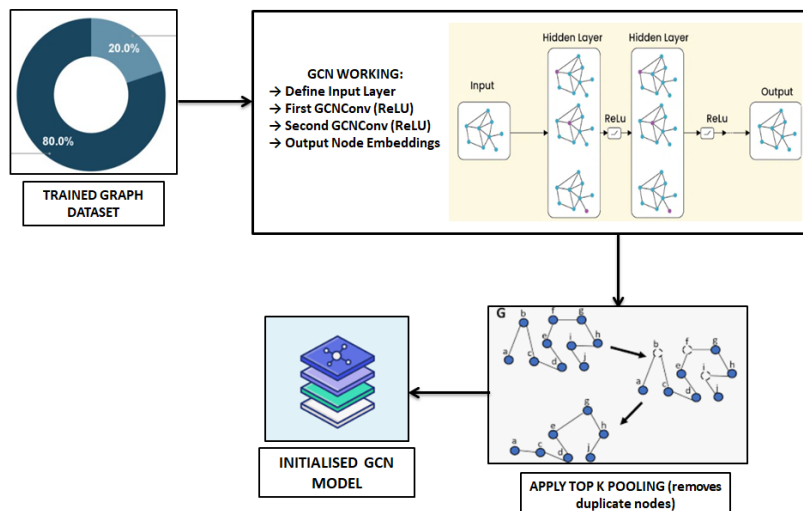 20.0%
80.0%
TRAINED GRAPH
DATASET
GCN WORKING:
→ Define Input Layer
→ First GCNConv (ReLU)
→ Second GCNConv (ReLU)
→ Output Node Embeddings
Hidden Layer Hidden Layer
Input
ReLu
ReLu
Output
G
b f g
e i h
a c d j
b f g
e i h
a c d j
g
e h
a c d j
INITIALISED GCN
MODEL
APPLY TOP K POOLING (removes
duplicate nodes)